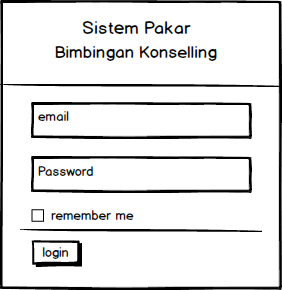 Sistem Pakar
Bimbingan Konselling
email
Password
remember me
login